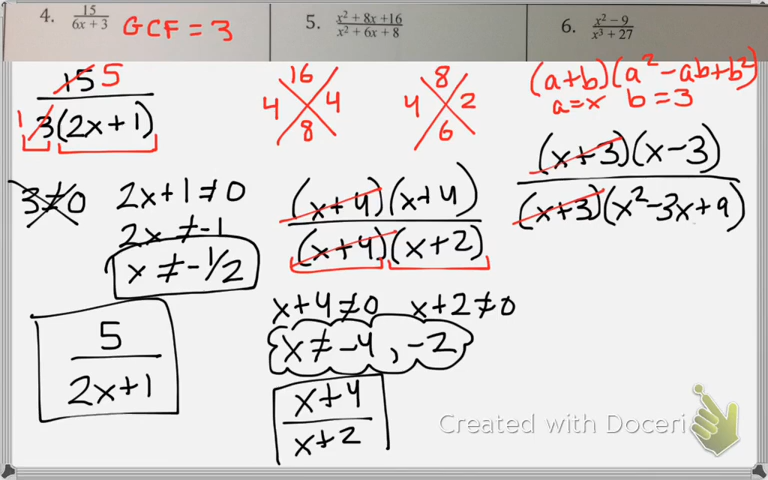 4. 15/(6x + 3) GCF = 3
15 5
1 3(2x+1)
3≠0 2x+1≠0
2x≠-1
x≠-1/2
5
2x+1
5. (x² + 8x + 16)/(x² + 6x + 8)
16 8
4 4 4 2
8 6
(x+4)(x+4)
(x+4)(x+2)
x+4≠0 x+2≠0
x≠-4, -2
x+4
x+2
6. (x² − 9)/(x³ + 27)
(a+b)(a²-ab+b²)
a=x b=3
(x+3)(x-3)
(x+3)(x²-3x+9)
Created with Doceri